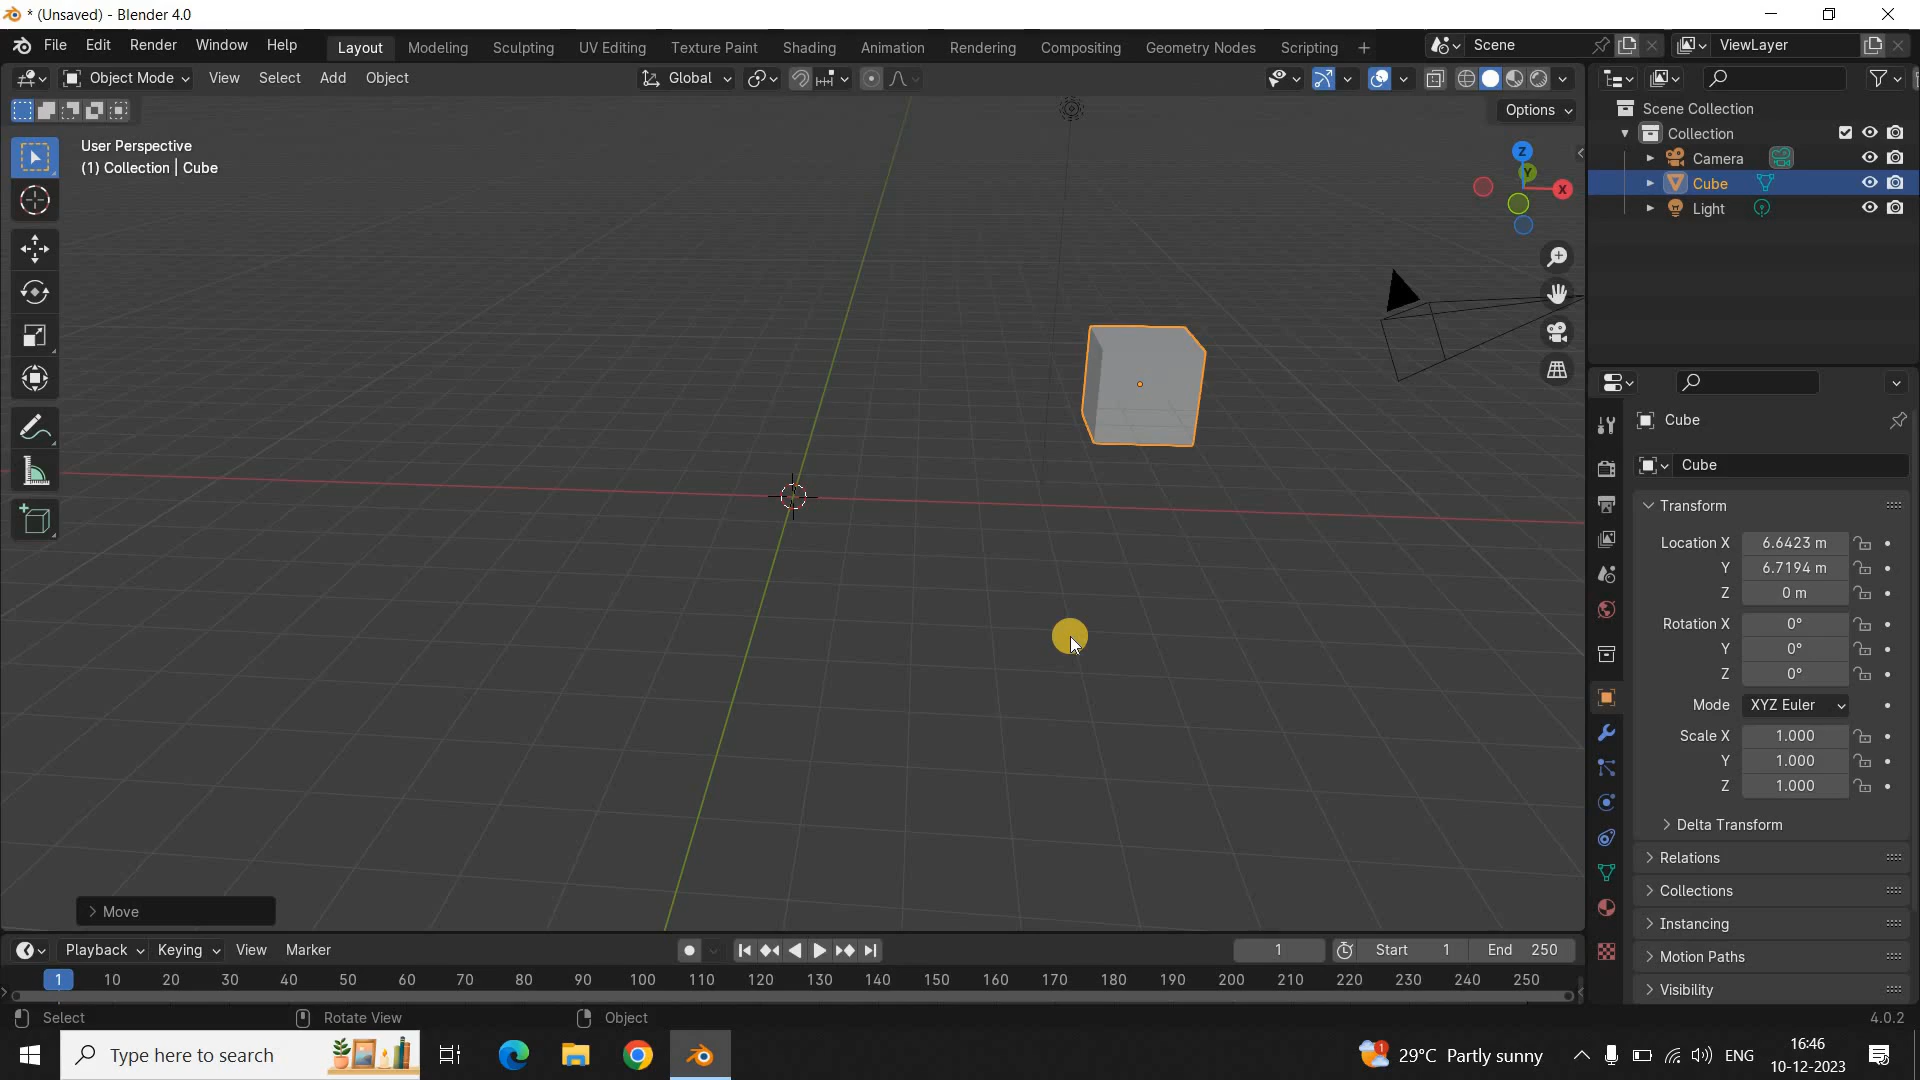 * (Unsaved) - Blender 4.0
File Edit Render Window Help Layout Modeling Sculpting UV Editing Texture Paint Shading Animation Rendering Compositing Geometry Nodes Scripting + Scene ViewLayer
Object Mode View Select Add Object Global
Options
User Perspective
(1) Collection | Cube
Z
Y
X
Scene Collection
Collection
Camera
Cube
Light
Cube
Cube
Transform
Location X 6.6423 m
Y 6.7194 m
Z 0 m
Rotation X 0°
Y 0°
Z 0°
Mode XYZ Euler
Scale X 1.000
Y 1.000
Z 1.000
Delta Transform
Relations
Collections
Instancing
Motion Paths
Visibility
Move
Playback Keying View Marker 1 Start 1 End 250
1 10 20 30 40 50 60 70 80 90 100 110 120 130 140 150 160 170 180 190 200 210 220 230 240 250
Select Rotate View Object 4.0.2
Type here to search 1 29°C Partly sunny ENG
16:46
10-12-2023